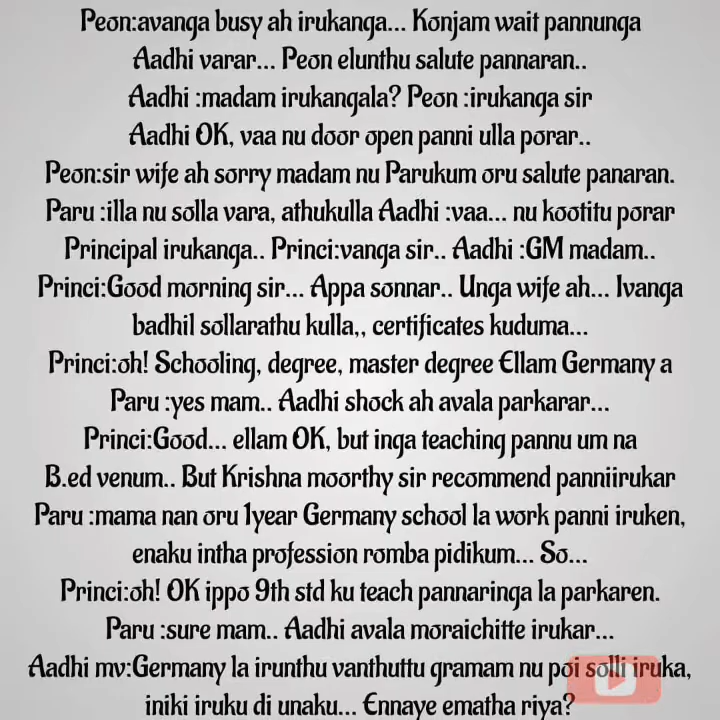 Peon:avanga busy ah irukanga... Konjam wait pannunga
Aadhi varar... Peon elunthu salute pannaran..
Aadhi :madam irukangala? Peon :irukanga sir
Aadhi OK, vaa nu door open panni ulla porar..
Peon:sir wife ah sorry madam nu Parukum oru salute panaran.
Paru :illa nu solla vara, athukulla Aadhi :vaa... nu kootitu porar
Principal irukanga.. Princi:vanga sir.. Aadhi :GM madam..
Princi:Good morning sir... Appa sonnar.. Unga wife ah... Ivanga
badhil sollarathu kulla,, certificates kuduma...
Princi:oh! Schooling, degree, master degree Ellam Germany a
Paru :yes mam.. Aadhi shock ah avala parkarar...
Princi:Good... ellam OK, but inga teaching pannu um na
B.ed venum.. But Krishna moorthy sir recommend panniirukar
Paru :mama nan oru 1year Germany school la work panni iruken,
enaku intha profession romba pidikum... So...
Princi:oh! OK ippo 9th std ku teach pannaringa la parkaren.
Paru :sure mam.. Aadhi avala moraichitte irukar...
Aadhi mv:Germany la irunthu vanthuttu gramam nu poi solli iruka,
iniki iruku di unaku... Ennaye ematha riya?